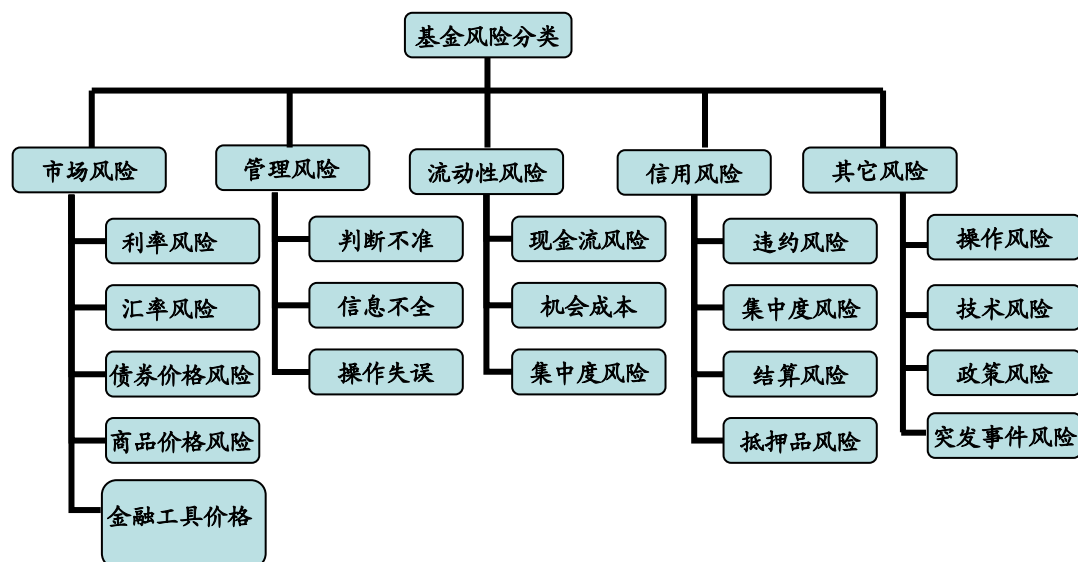 基金风险分类
市场风险
管理风险
流动性风险
信用风险
其它风险
利率风险
汇率风险
债券价格风险
商品价格风险
金融工具价格
判断不准
信息不全
操作失误
现金流风险
机会成本
集中度风险
违约风险
集中度风险
结算风险
抵押品风险
操作风险
技术风险
政策风险
突发事件风险